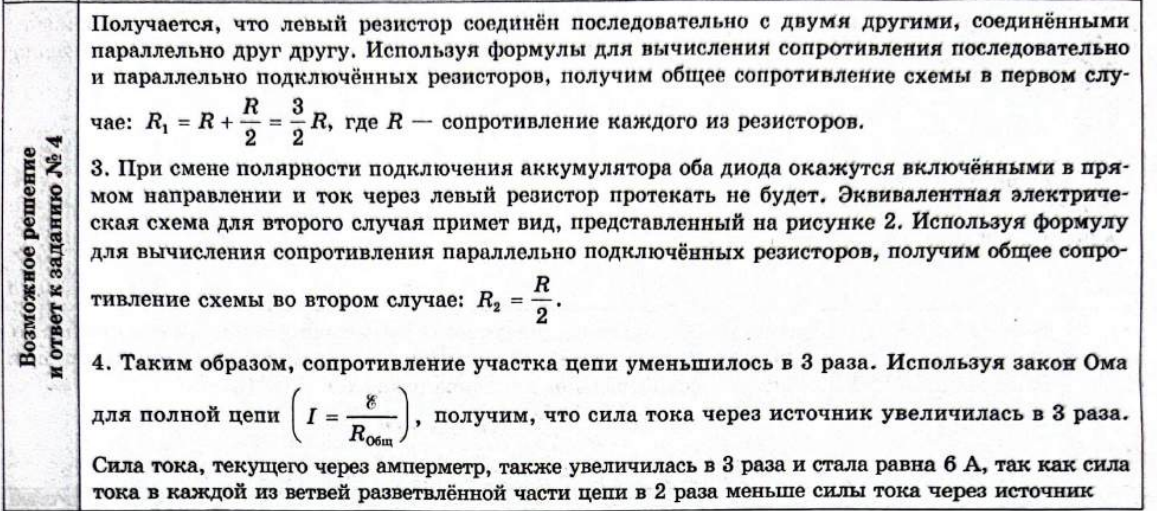 Получается, что левый резистор соединён последовательно с двумя другими, соединёнными
параллельно друг другу. Используя формулы для вычисления сопротивления последовательно
и параллельно подключённых резисторов, получим общее сопротивление схемы в первом слу-
чае: R₁ = R + R/2 = 3/2 R, где R — сопротивление каждого из резисторов.
3. При смене полярности подключения аккумулятора оба диода окажутся включёнными в пря-
мом направлении и ток через левый резистор протекать не будет. Эквивалентная электриче-
ская схема для второго случая примет вид, представленный на рисунке 2. Используя формулу
для вычисления сопротивления параллельно подключённых резисторов, получим общее сопро-
тивление схемы во втором случае: R₂ = R/2.
4. Таким образом, сопротивление участка цепи уменьшилось в 3 раза. Используя закон Ома
для полной цепи (I = ℰ/R_Общ), получим, что сила тока через источник увеличилась в 3 раза.
Сила тока, текущего через амперметр, также увеличилась в 3 раза и стала равна 6 А, так как сила
тока в каждой из ветвей разветвлённой части цепи в 2 раза меньше силы тока через источник
Возможное решение
и ответ к заданию № 4